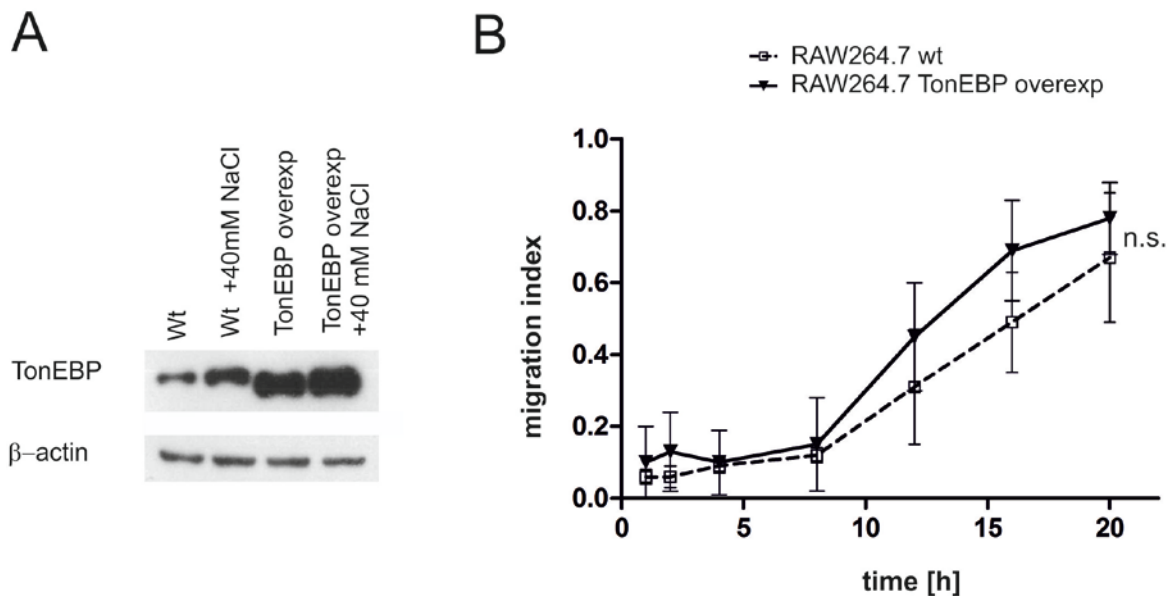 A
Wt
Wt +40mM NaCl
TonEBP overexp
TonEBP overexp
+40 mM NaCl
TonEBP
β–actin
B
RAW264.7 wt
RAW264.7 TonEBP overexp
migration index
1.0
0.8
0.6
0.4
0.2
0.0
n.s.
0 5 10 15 20
time [h]